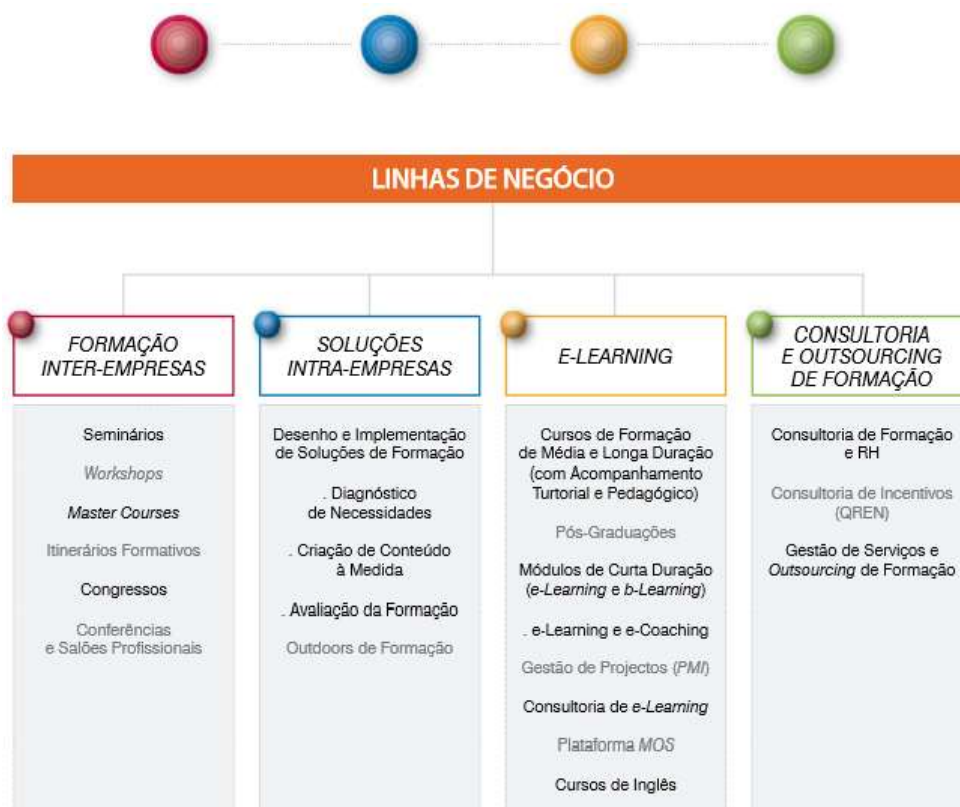 LINHAS DE NEGÓCIO
FORMAÇÃO
INTER-EMPRESAS
Seminários
Workshops
Master Courses
Itinerários Formativos
Congressos
Conferências
e Salões Profissionais
SOLUÇÕES
INTRA-EMPRESAS
Desenho e Implementação
de Soluções de Formação
. Diagnóstico
de Necessidades
. Criação de Conteúdo
à Medida
. Avaliação da Formação
Outdoors de Formação
E-LEARNING
Cursos de Formação
de Média e Longa Duração
(com Acompanhamento
Turtorial e Pedagógico)
Pós-Graduações
Módulos de Curta Duração
(e-Learning e b-Learning)
. e-Learning e e-Coaching
Gestão de Projectos (PMI)
Consultoria de e-Learning
Plataforma MOS
Cursos de Inglês
CONSULTORIA
E OUTSOURCING
DE FORMAÇÃO
Consultoria de Formação
e RH
Consultoria de Incentivos
(QREN)
Gestão de Serviços e
Outsourcing de Formação